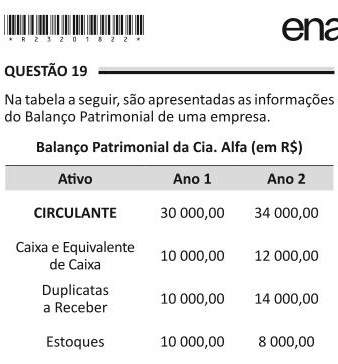 * R 2 3 2 0 1 8 2 2 *
ena
QUESTÃO 19
Na tabela a seguir, são apresentadas as informações
do Balanço Patrimonial de uma empresa.
Balanço Patrimonial da Cia. Alfa (em R$)
Ativo Ano 1 Ano 2
CIRCULANTE 30 000,00 34 000,00
Caixa e Equivalente
de Caixa 10 000,00 12 000,00
Duplicatas
a Receber 10 000,00 14 000,00
Estoques 10 000,00 8 000,00